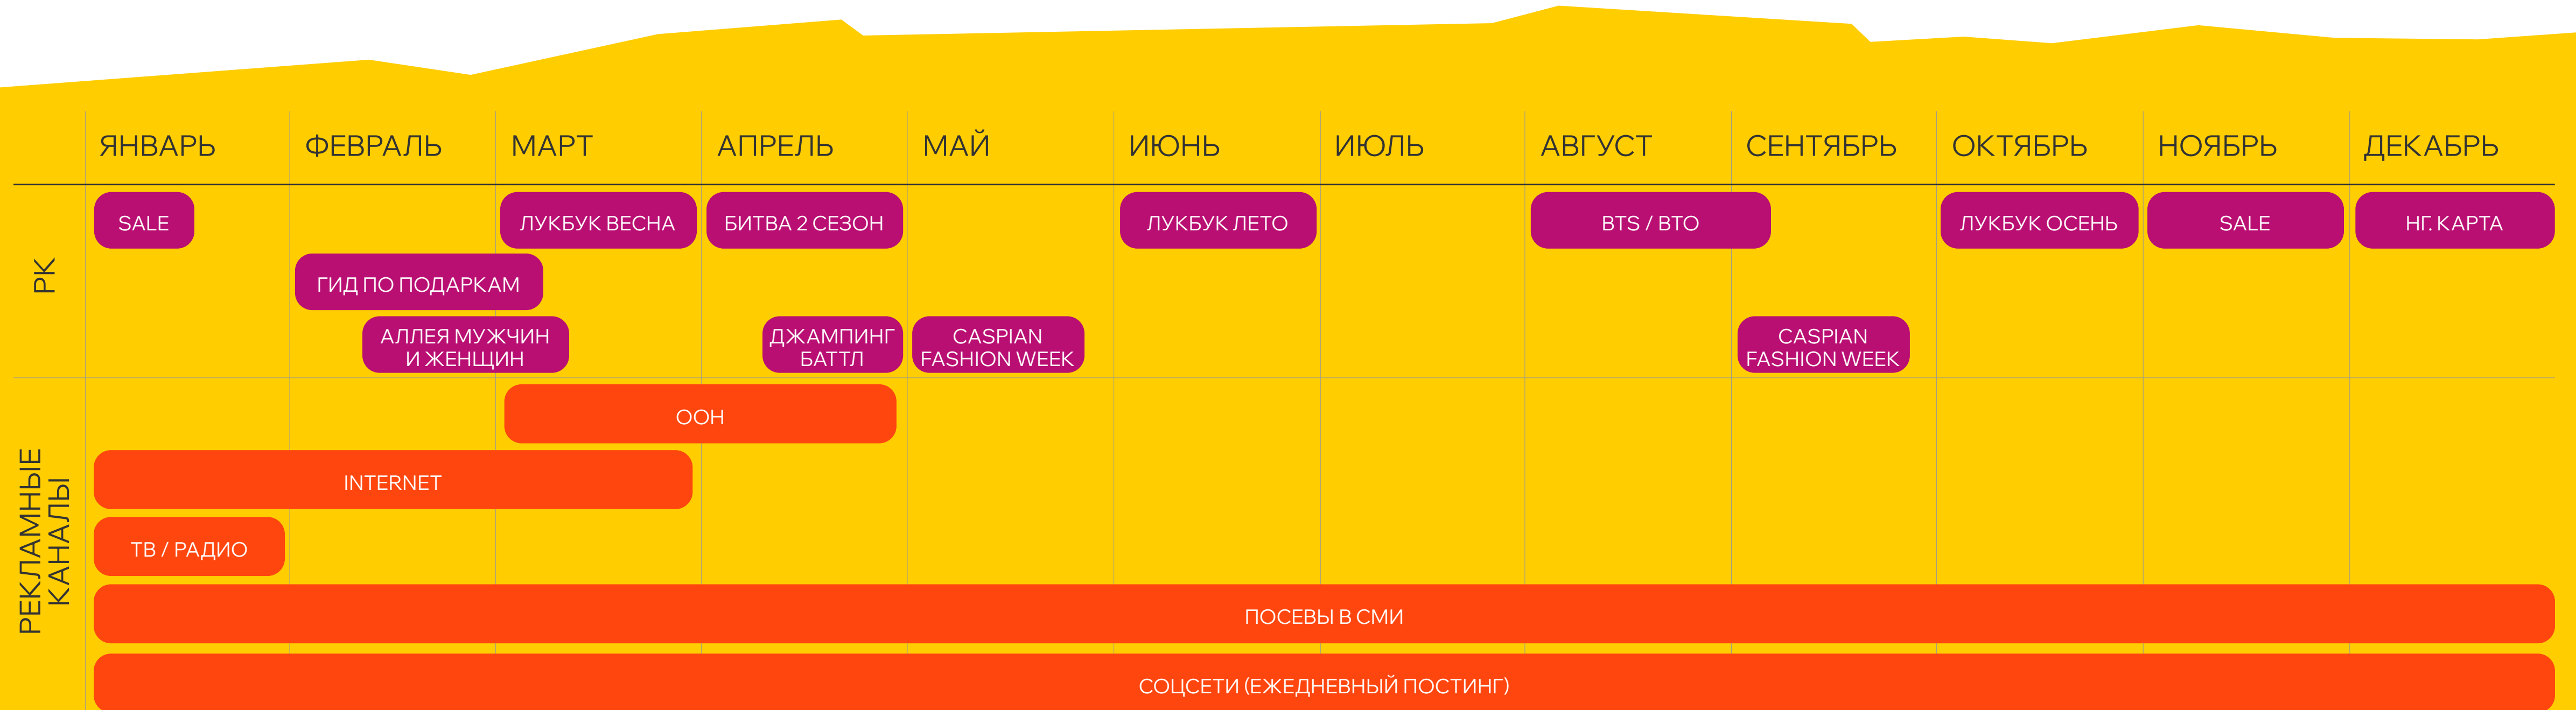 ЯНВАРЬ ФЕВРАЛЬ МАРТ АПРЕЛЬ МАЙ ИЮНЬ ИЮЛЬ АВГУСТ СЕНТЯБРЬ ОКТЯБРЬ НОЯБРЬ ДЕКАБРЬ
РК
SALE ЛУКБУК ВЕСНА БИТВА 2 СЕЗОН ЛУКБУК ЛЕТО BTS / BTO ЛУКБУК ОСЕНЬ SALE НГ. КАРТА
ГИД ПО ПОДАРКАМ
АЛЛЕЯ МУЖЧИН ДЖАМПИНГ CASPIAN CASPIAN
И ЖЕНЩИН БАТТЛ FASHION WEEK FASHION WEEK
РЕКЛАМНЫЕ
КАНАЛЫ
OOH
INTERNET
ТВ / РАДИО
ПОСЕВЫ В СМИ
СОЦСЕТИ (ЕЖЕДНЕВНЫЙ ПОСТИНГ)